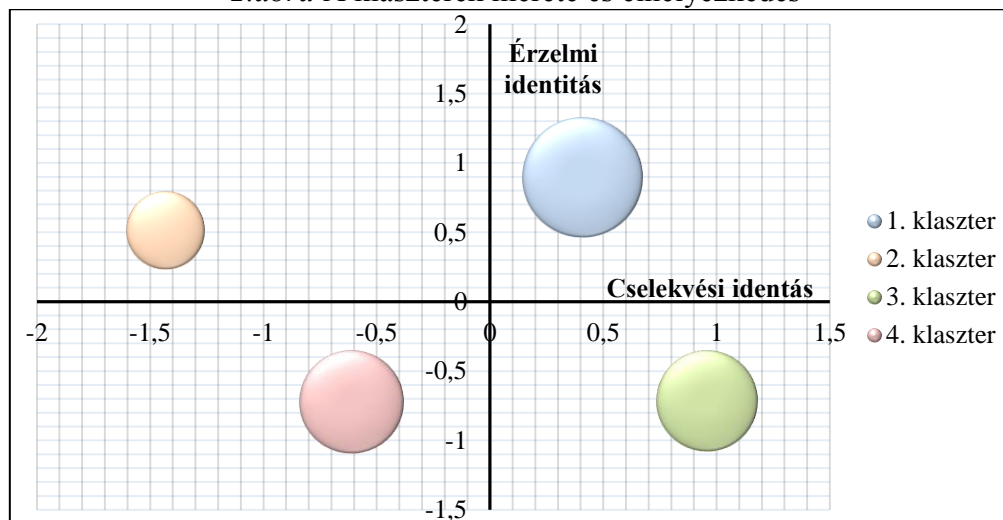 2
Érzelmi
identitás
1,5
1
0,5
0
Cselekvési identás
-2
-1,5
-1
-0,5
0
0,5
1
1,5
-0,5
-1
-1,5
1. klaszter
2. klaszter
3. klaszter
4. klaszter